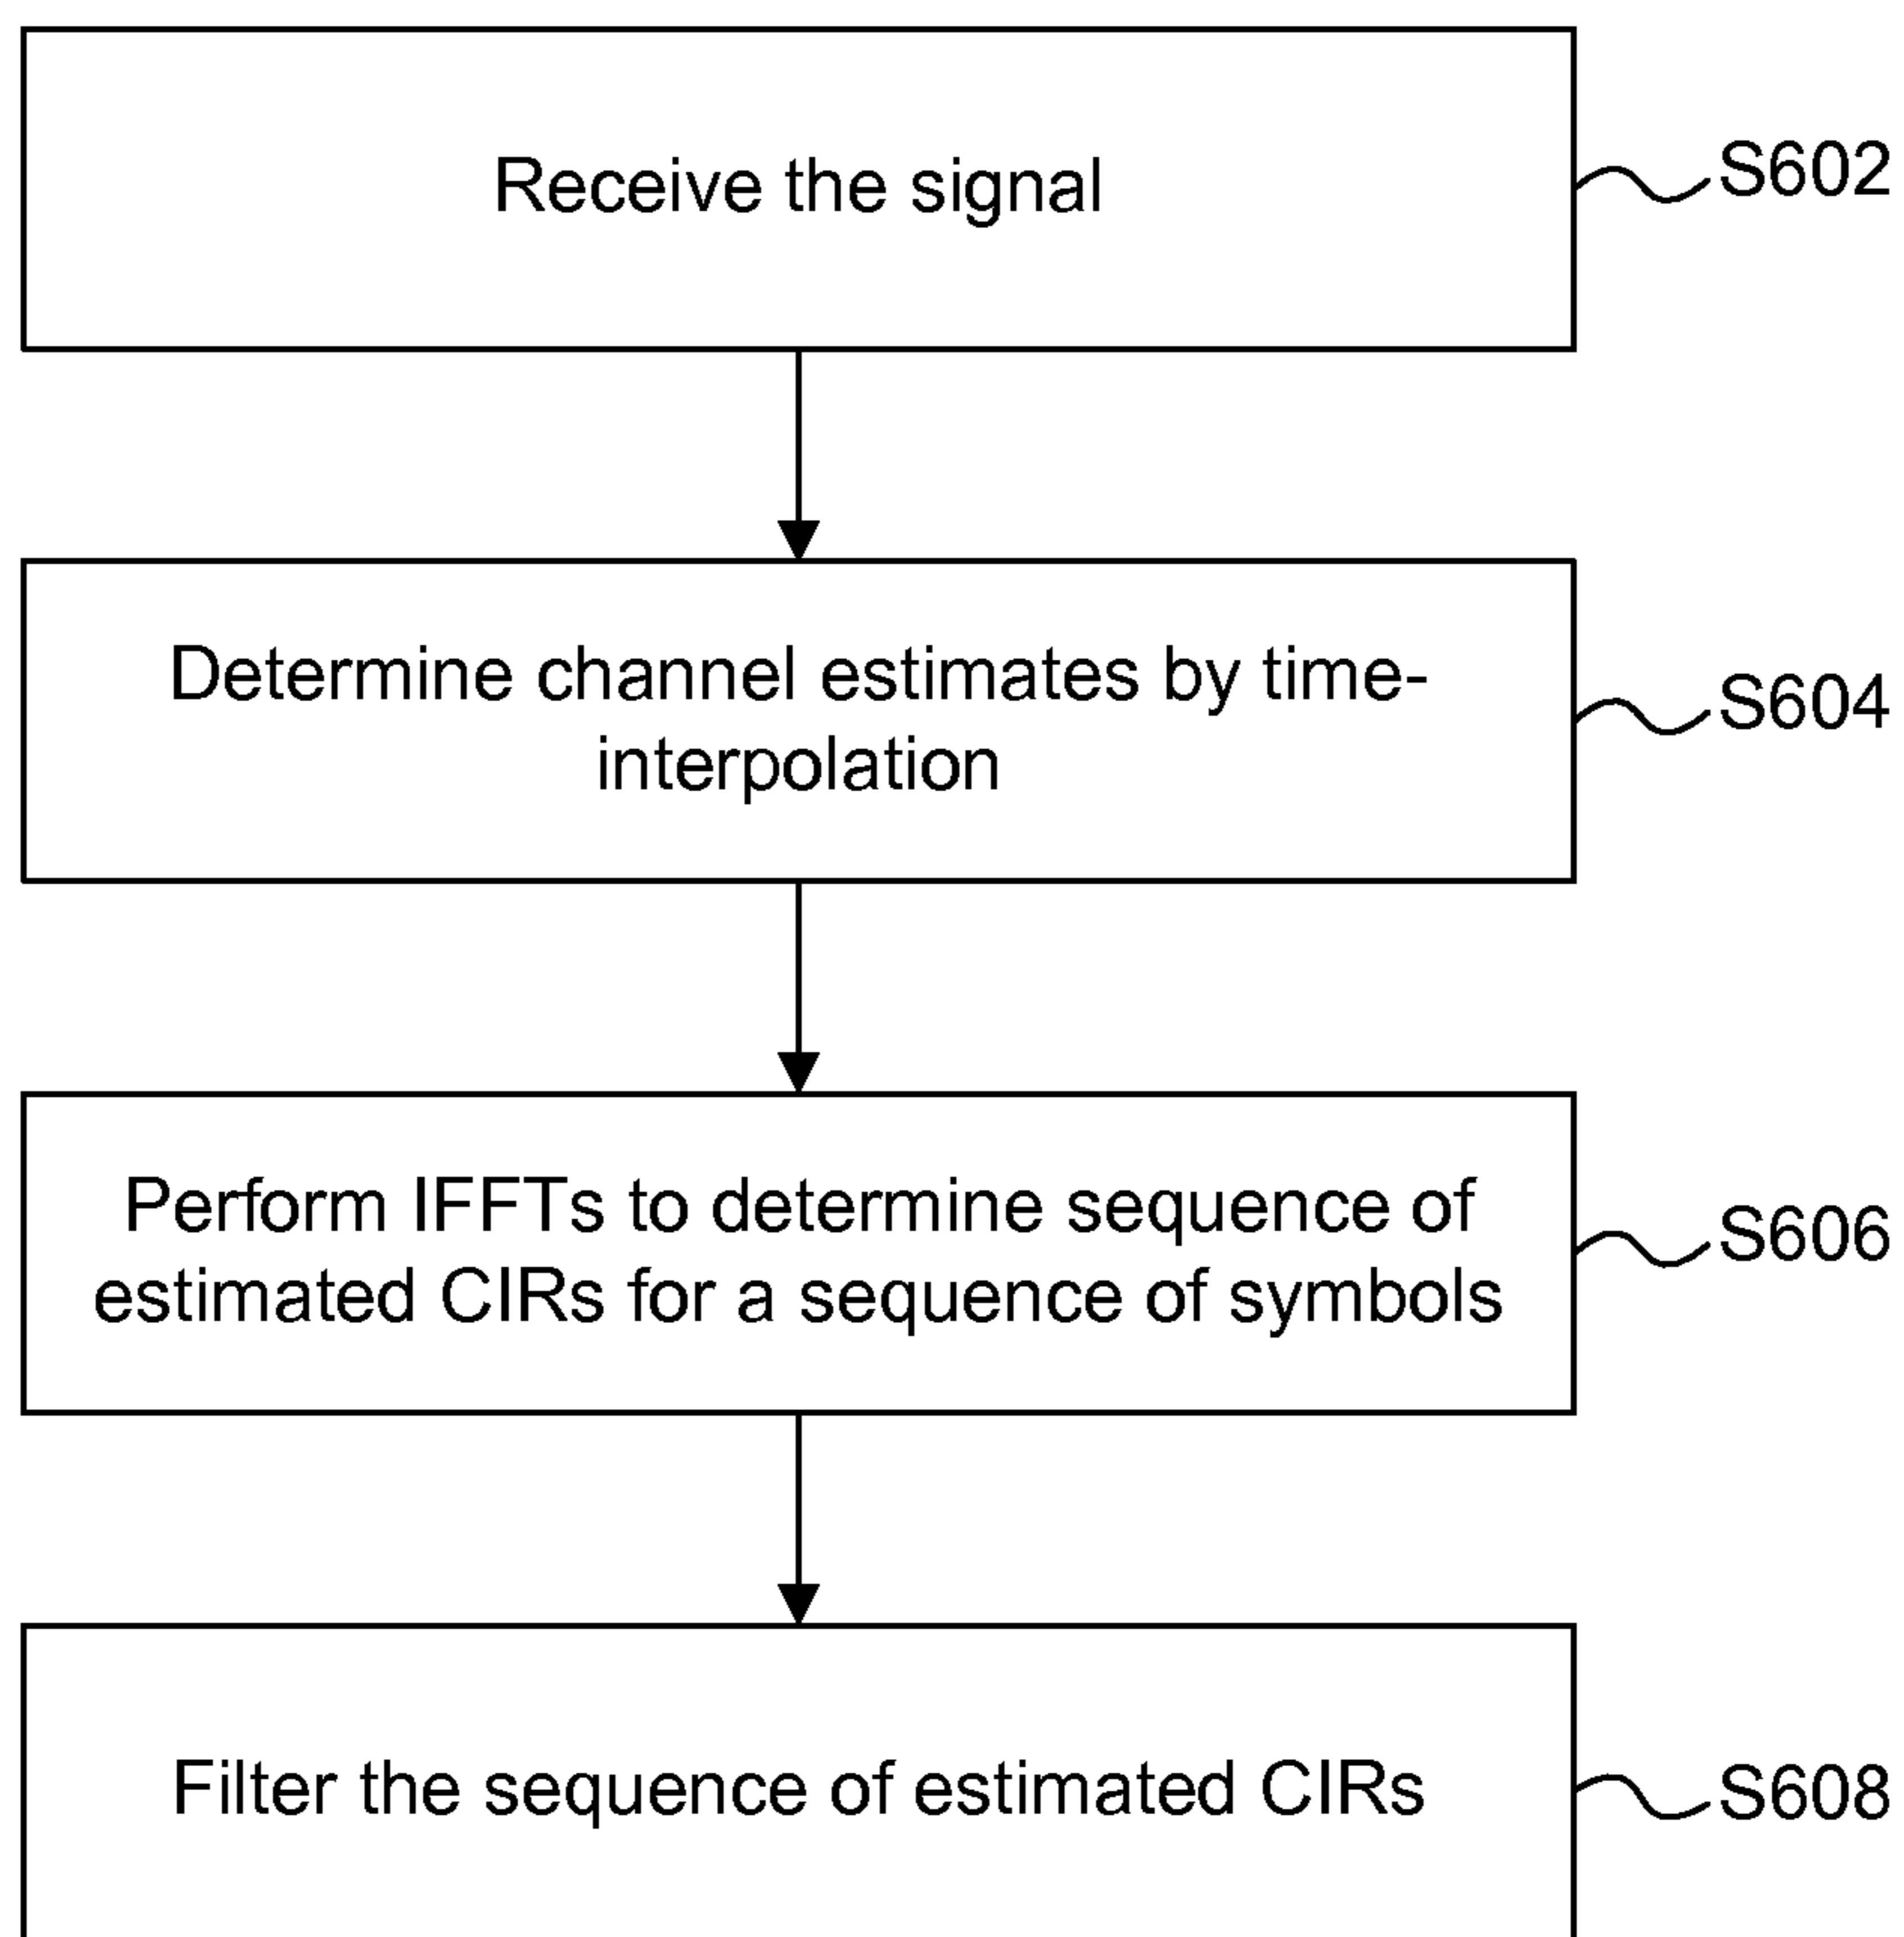 Receive the signal
S602
Determine channel estimates by time-
interpolation
S604
Perform IFFTs to determine sequence of
estimated CIRs for a sequence of symbols
S606
Filter the sequence of estimated CIRs
S608